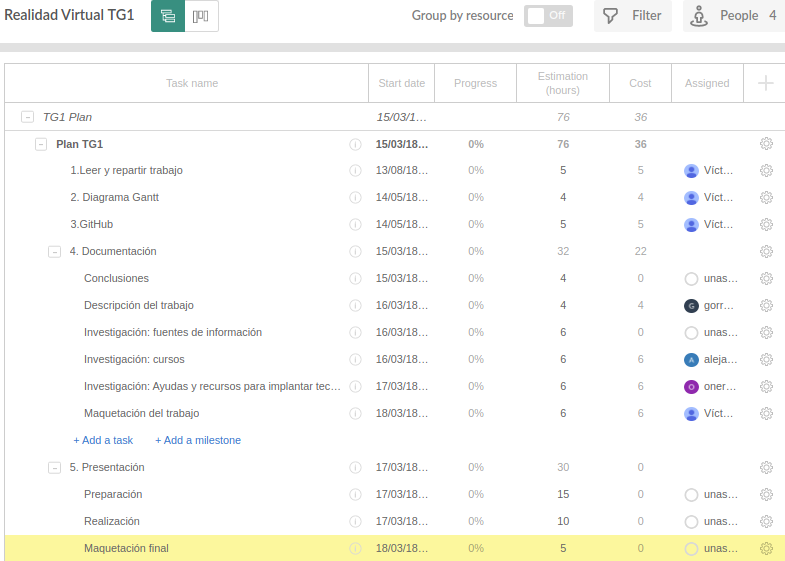 Realidad Virtual TG1 Group by resource Off Filter People 4
Task name Start date Progress Estimation (hours) Cost Assigned
TG1 Plan 15/03/1... 76 36
Plan TG1 15/03/18... 0% 76 36
1.Leer y repartir trabajo 13/08/18... 0% 5 5 Víct...
2. Diagrama Gantt 14/05/18... 0% 4 4 Víct...
3.GitHub 14/05/18... 0% 5 5 Víct...
4. Documentación 15/03/18... 0% 32 22
Conclusiones 15/03/18... 0% 4 0 unas...
Descripción del trabajo 16/03/18... 0% 4 4 G gorr...
Investigación: fuentes de información 16/03/18... 0% 6 0 unas...
Investigación: cursos 16/03/18... 0% 6 6 A aleja...
Investigación: Ayudas y recursos para implantar tec... 17/03/18... 0% 6 6 O oner...
Maquetación del trabajo 18/03/18... 0% 6 6 Víct...
+ Add a task + Add a milestone
5. Presentación 17/03/18... 0% 30 0
Preparación 17/03/18... 0% 15 0 unas...
Realización 17/03/18... 0% 10 0 unas...
Maquetación final 18/03/18... 0% 5 0 unas...